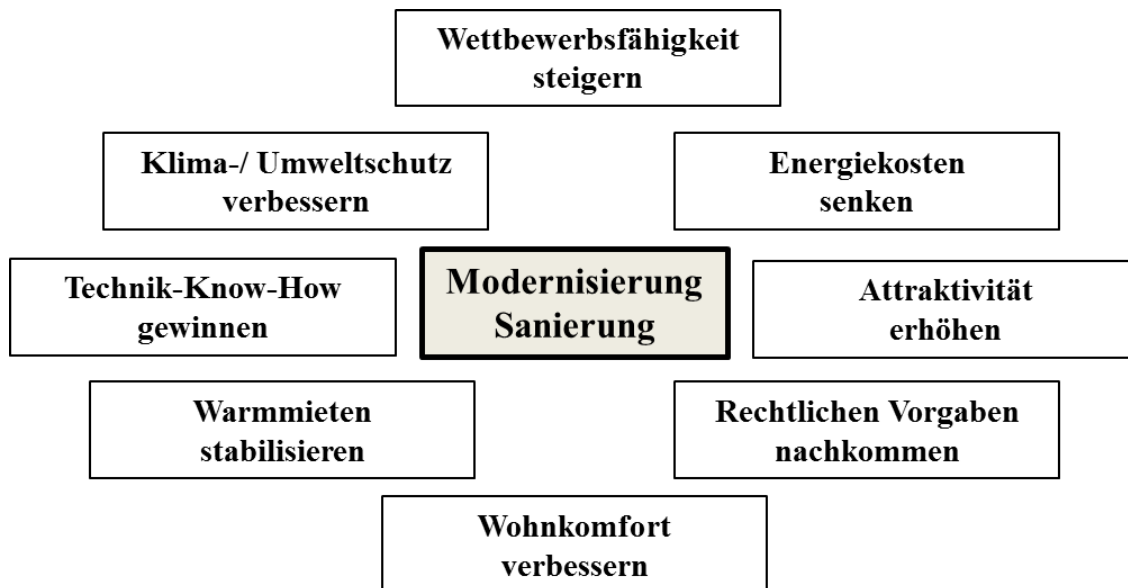 Wettbewerbsfähigkeit
steigern
Klima-/ Umweltschutz
verbessern
Energiekosten
senken
Technik-Know-How
gewinnen
Modernisierung
Sanierung
Attraktivität
erhöhen
Warmmieten
stabilisieren
Rechtlichen Vorgaben
nachkommen
Wohnkomfort
verbessern